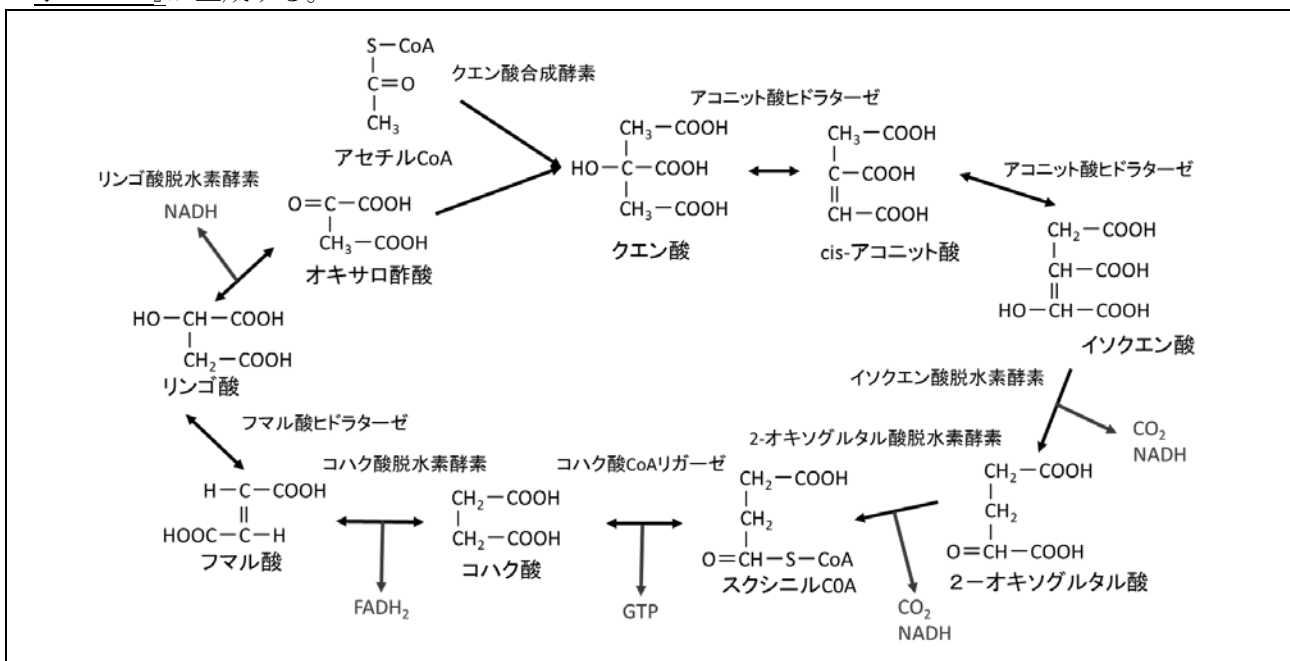 が生成する。
S－CoA
C＝O
CH3
アセチルCoA
クエン酸合成酵素
アコニット酸ヒドラターゼ
CH3－COOH
HO－C－COOH
CH3－COOH
クエン酸
CH3－COOH
C－COOH
CH－COOH
cis-アコニット酸
アコニット酸ヒドラターゼ
CH2－COOH
CH－COOH
HO－CH－COOH
イソクエン酸
リンゴ酸脱水素酵素
NADH
O＝C－COOH
CH3－COOH
オキサロ酢酸
HO－CH－COOH
CH2－COOH
リンゴ酸
イソクエン酸脱水素酵素
CO2
NADH
フマル酸ヒドラターゼ
コハク酸脱水素酵素
コハク酸CoAリガーゼ
2-オキソグルタル酸脱水素酵素
H－C－COOH
HOOC－C－H
フマル酸
FADH2
CH2－COOH
CH2－COOH
コハク酸
GTP
CH2－COOH
CH2
O＝CH－S－CoA
スクシニルC0A
CO2
NADH
CH2－COOH
CH2
O＝CH－COOH
２－オキソグルタル酸